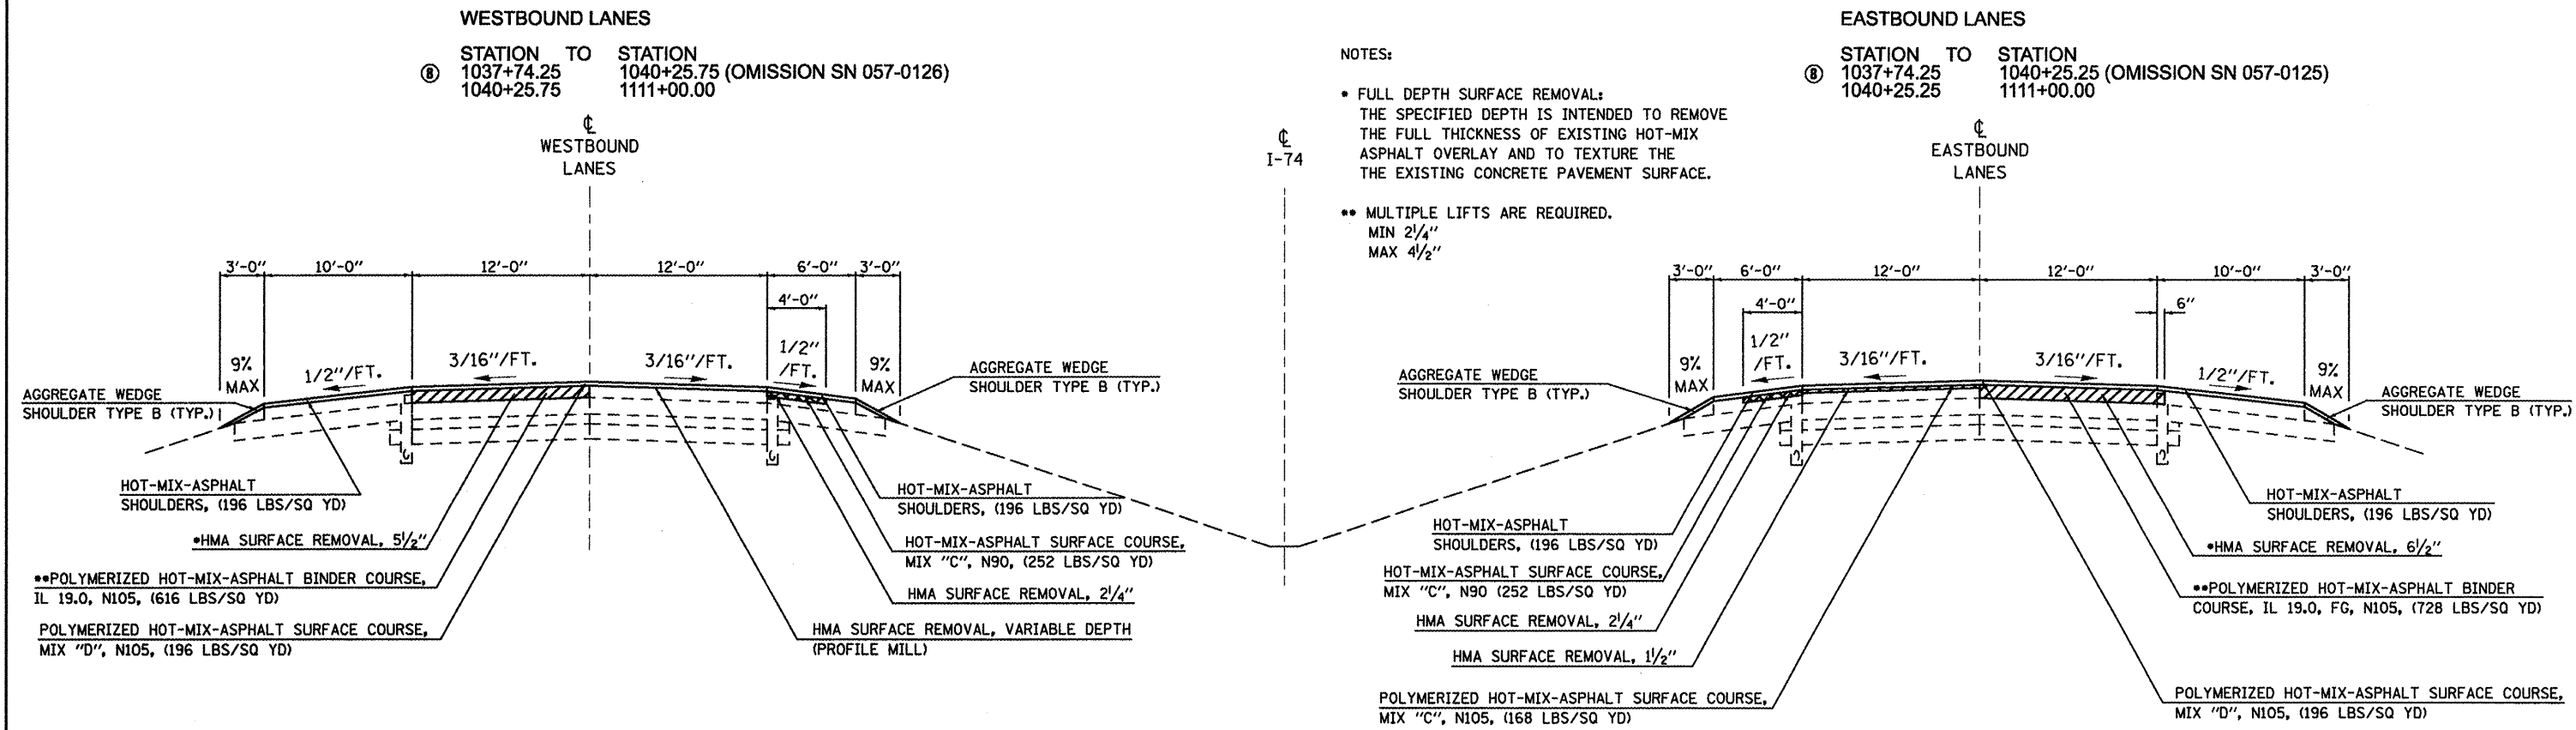 WESTBOUND LANES
STATION TO STATION
⑧ 1037+74.25 1040+25.75 (OMISSION SN 057-0126)
1040+25.75 1111+00.00
℄
WESTBOUND
LANES
3'-0" 10'-0" 12'-0" 12'-0" 6'-0" 3'-0"
4'-0"
9%
MAX
1/2"/FT.
3/16"/FT.
3/16"/FT.
1/2"
/FT.
9%
MAX
AGGREGATE WEDGE
SHOULDER TYPE B (TYP.)
AGGREGATE WEDGE
SHOULDER TYPE B (TYP.)
HOT-MIX-ASPHALT
SHOULDERS, (196 LBS/SQ YD)
*HMA SURFACE REMOVAL, 5½"
**POLYMERIZED HOT-MIX-ASPHALT BINDER COURSE,
IL 19.0, N105, (616 LBS/SQ YD)
POLYMERIZED HOT-MIX-ASPHALT SURFACE COURSE,
MIX "D", N105, (196 LBS/SQ YD)
HOT-MIX-ASPHALT
SHOULDERS, (196 LBS/SQ YD)
HOT-MIX-ASPHALT SURFACE COURSE,
MIX "C", N90, (252 LBS/SQ YD)
HMA SURFACE REMOVAL, 2¼"
HMA SURFACE REMOVAL, VARIABLE DEPTH
(PROFILE MILL)
℄
I-74
NOTES:
* FULL DEPTH SURFACE REMOVAL:
THE SPECIFIED DEPTH IS INTENDED TO REMOVE
THE FULL THICKNESS OF EXISTING HOT-MIX
ASPHALT OVERLAY AND TO TEXTURE THE
THE EXISTING CONCRETE PAVEMENT SURFACE.
** MULTIPLE LIFTS ARE REQUIRED.
MIN 2¼"
MAX 4½"
EASTBOUND LANES
STATION TO STATION
⑧ 1037+74.25 1040+25.25 (OMISSION SN 057-0125)
1040+25.25 1111+00.00
℄
EASTBOUND
LANES
3'-0" 6'-0" 12'-0" 12'-0" 10'-0" 3'-0"
4'-0"
6"
9%
MAX
1/2"
/FT.
3/16"/FT.
3/16"/FT.
1/2"/FT.
9%
MAX
AGGREGATE WEDGE
SHOULDER TYPE B (TYP.)
AGGREGATE WEDGE
SHOULDER TYPE B (TYP.)
HOT-MIX-ASPHALT
SHOULDERS, (196 LBS/SQ YD)
HOT-MIX-ASPHALT SURFACE COURSE,
MIX "C", N90 (252 LBS/SQ YD)
HMA SURFACE REMOVAL, 2¼"
HMA SURFACE REMOVAL, 1½"
POLYMERIZED HOT-MIX-ASPHALT SURFACE COURSE,
MIX "C", N105, (168 LBS/SQ YD)
HOT-MIX-ASPHALT
SHOULDERS, (196 LBS/SQ YD)
*HMA SURFACE REMOVAL, 6½"
**POLYMERIZED HOT-MIX-ASPHALT BINDER
COURSE, IL 19.0, FG, N105, (728 LBS/SQ YD)
POLYMERIZED HOT-MIX-ASPHALT SURFACE COURSE,
MIX "D", N105, (196 LBS/SQ YD)